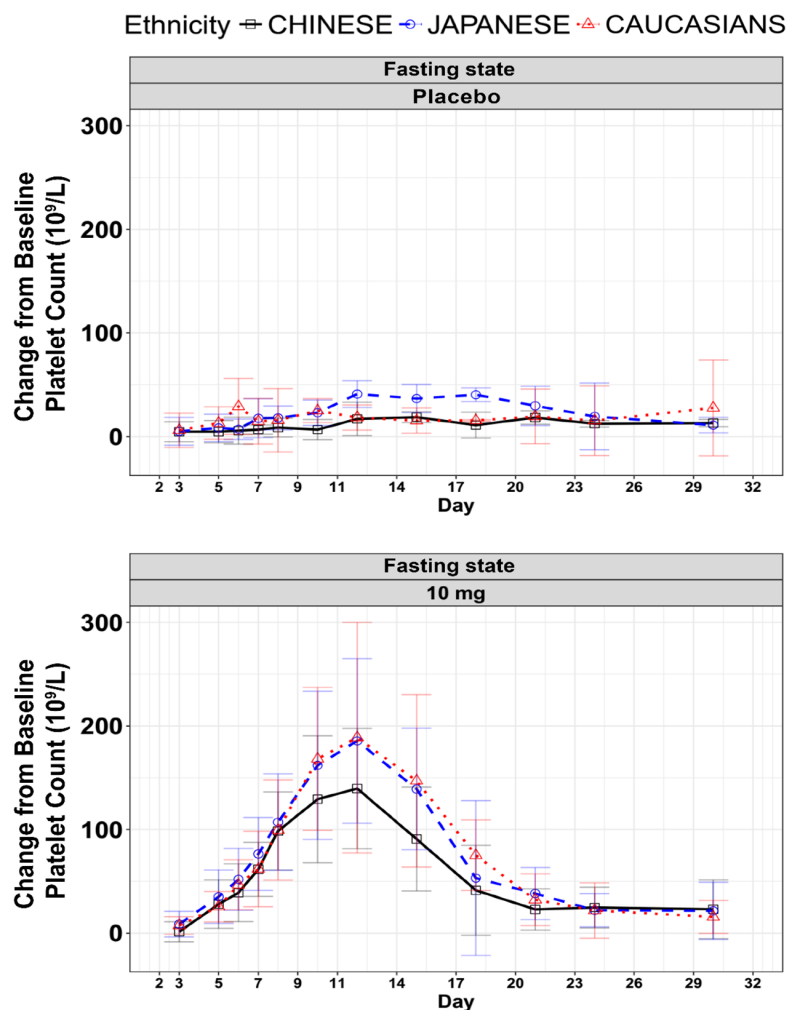 Ethnicity CHINESE JAPANESE CAUCASIANS
Fasting state
Placebo
Change from Baseline
Platelet Count (10⁹/L)
300
200
100
0
2 3 5 7 9 11 14 17 20 23 26 29 32
Day
Fasting state
10 mg
Change from Baseline
Platelet Count (10⁹/L)
300
200
100
0
2 3 5 7 9 11 14 17 20 23 26 29 32
Day